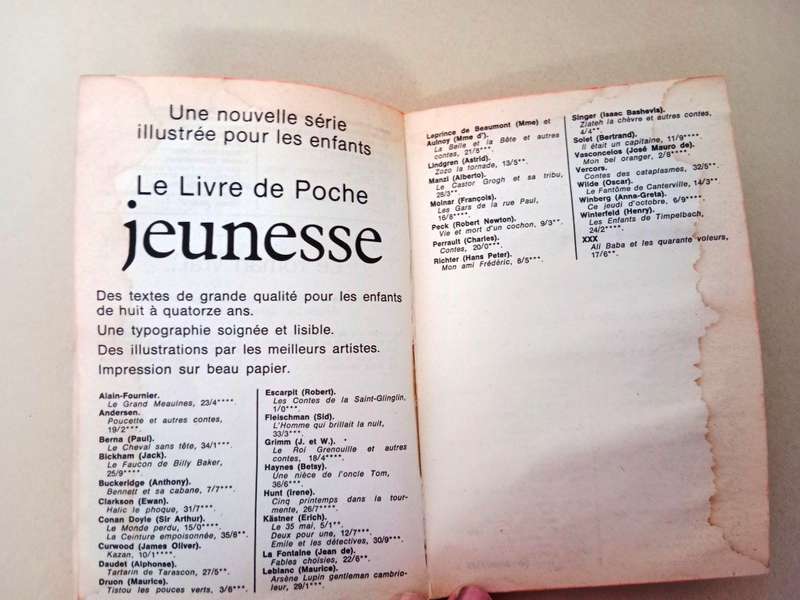 Une nouvelle série
illustrée pour les enfants
Le Livre de Poche
jeunesse
Des textes de grande qualité pour les enfants
de huit à quatorze ans.
Une typographie soignée et lisible.
Des illustrations par les meilleurs artistes.
Impression sur beau papier.
Alain-Fournier.
Le Grand Meaulnes, 23/4****.
Andersen.
Poucette et autres contes,
19/2***.
Berna (Paul).
Le Cheval sans tête, 34/1***.
Bickham (Jack).
Le Faucon de Billy Baker,
25/9****.
Buckeridge (Anthony).
Bennett et sa cabane, 7/7***.
Clarkson (Ewan).
Halic le phoque, 31/7***.
Conan Doyle (Sir Arthur).
Le Monde perdu, 15/0****.
La Ceinture empoisonnée, 35/8**.
Curwood (James Oliver).
Kazan, 10/1****.
Daudet (Alphonse).
Tartarin de Tarascon, 27/5**.
Druon (Maurice).
Tistou les pouces verts, 3/6***.
Escarpit (Robert).
Les Contes de la Saint-Glinglin,
1/0***.
Fleischman (Sid).
L'Homme qui brillait la nuit,
33/3***.
Grimm (J. et W.).
Le Roi Grenouille et autres
contes, 18/4****.
Haynes (Betsy).
Une nièce de l'oncle Tom,
36/6***.
Hunt (Irene).
Cinq printemps dans la tour-
mente, 26/7****.
Kästner (Erich).
Le 35 mai, 5/1**.
Deux pour une, 12/7***.
Emile et les détectives, 30/9***.
La Fontaine (Jean de).
Fables choisies, 22/6**.
Leblanc (Maurice).
Arsène Lupin gentleman cambrio-
leur, 29/1***.
Leprince de Beaumont (Mme) et
Aulnoy (Mme d').
La Belle et la Bête et autres
contes, 21/8***.
Lindgren (Astrid).
Zozo la tornade, 13/5**.
Manzi (Alberto).
Le Castor Grogh et sa tribu,
28/3**.
Molnar (François).
Les Gars de la rue Paul,
16/8****.
Peck (Robert Newton).
Vie et mort d'un cochon, 9/3**.
Perrault (Charles).
Contes, 20/0***.
Richter (Hans Peter).
Mon ami Frédéric, 8/5***.
Singer (Isaac Bashevis).
Zlateh la chèvre et autres contes,
4/4**.
Solet (Bertrand).
Il était un capitaine, 11/9****.
Vasconcelos (José Mauro de).
Mon bel oranger, 2/8****.
Vercors.
Contes des cataplasmes, 32/5**.
Wilde (Oscar).
Le Fantôme de Canterville, 14/3**
Winberg (Anna-Greta).
Ce jeudi d'octobre, 6/9****.
Winterfeld (Henry).
Les Enfants de Timpelbach,
24/2****.
XXX
Ali Baba et les quarante voleurs,
17/6**.